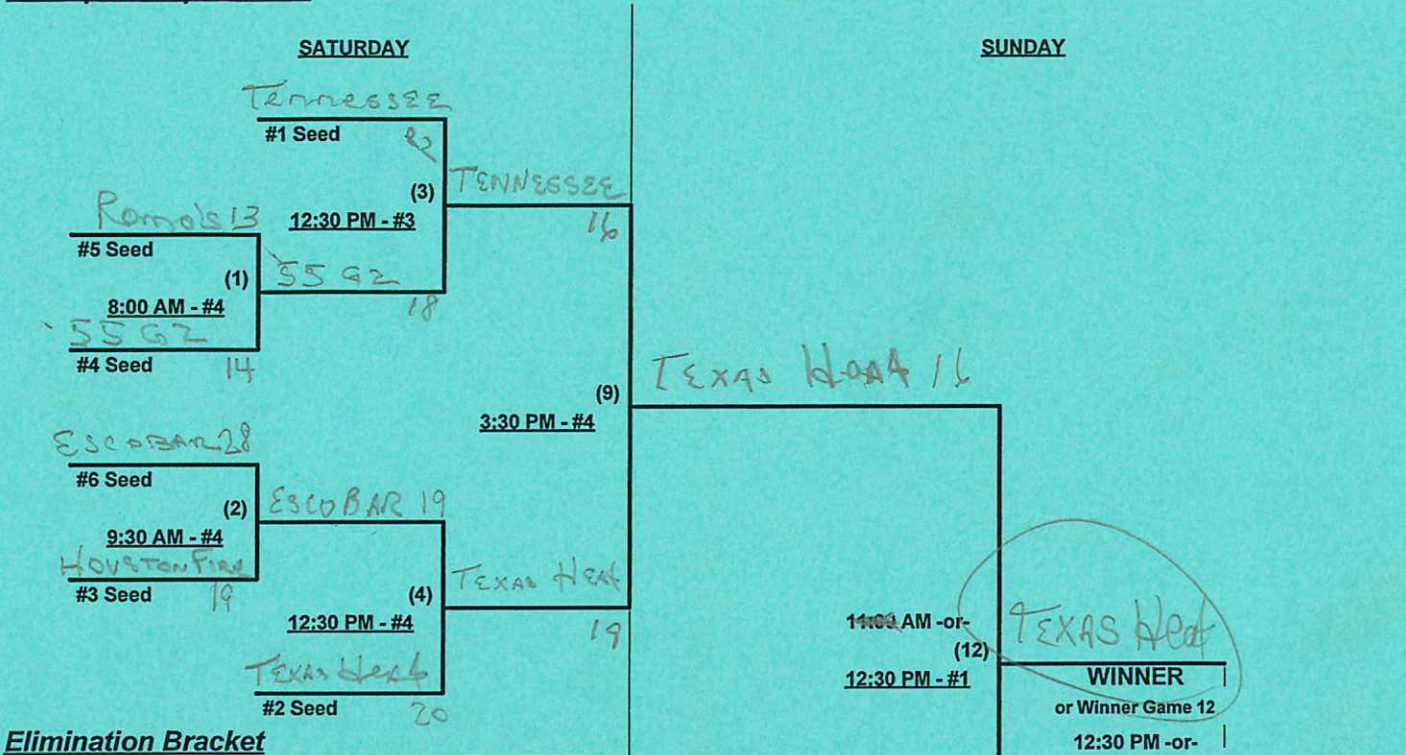 SATURDAY
SUNDAY
Tennessee
#1 Seed
(3)
12:30 PM - #3
TENNESSEE
16
Romo's 13
#5 Seed
(1)
8:00 AM - #4
55 G2
18
55 G2
#4 Seed 14
(9)
3:30 PM - #4
TEXAS Heat 16
ESCOBAR 28
#6 Seed
(2)
9:30 AM - #4
ESCOBAR 19
HOUSTON FIRE
#3 Seed 19
(4)
12:30 PM - #4
TEXAS Heat
19
TEXAS Heat
#2 Seed 20
11:00 AM -or-
(12)
12:30 PM - #1
TEXAS Heat
WINNER
or Winner Game 12
12:30 PM -or-
Elimination Bracket